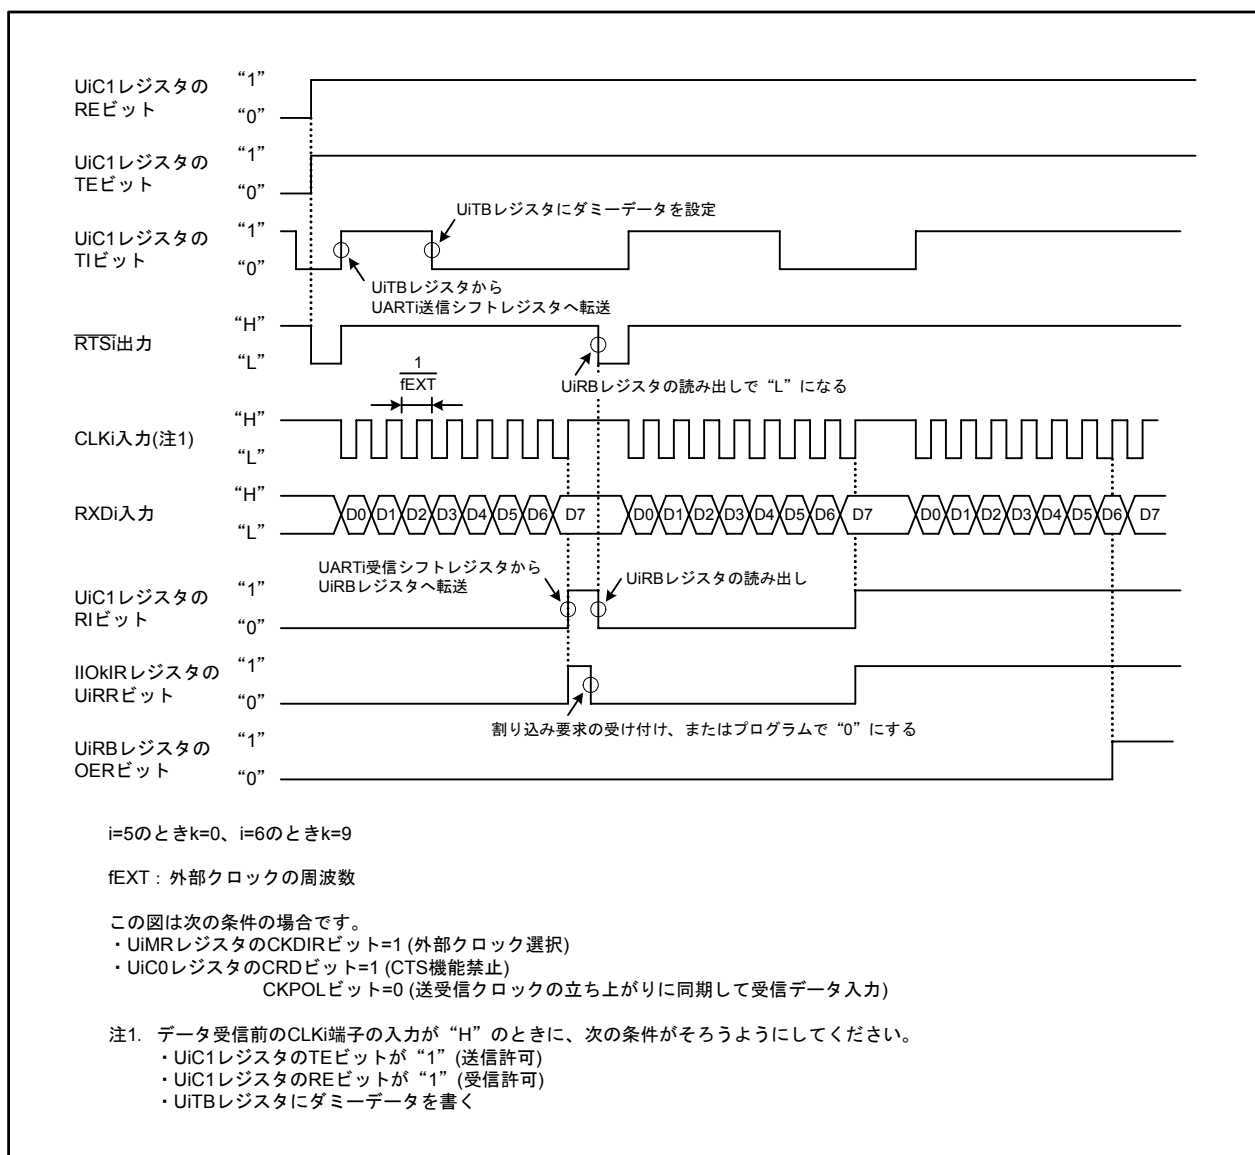 UiC1レジスタの
REビット
“1”
“0”
UiC1レジスタの
TEビット
“1”
“0”
UiTBレジスタにダミーデータを設定
UiC1レジスタの
TIビット
“1”
“0”
UiTBレジスタから
UARTi送信シフトレジスタへ転送
RTSi出力
“H”
“L”
UiRBレジスタの読み出しで“L”になる
1
fEXT
CLKi入力(注1)
“H”
“L”
RXDi入力
“H”
“L”
D0 D1 D2 D3 D4 D5 D6 D7 D0 D1 D2 D3 D4 D5 D6 D7 D0 D1 D2 D3 D4 D5 D6 D7
UARTi受信シフトレジスタから
UiRBレジスタへ転送
UiRBレジスタの読み出し
UiC1レジスタの
RIビット
“1”
“0”
IIOkIRレジスタの
UiRRビット
“1”
“0”
割り込み要求の受け付け、またはプログラムで“0”にする
UiRBレジスタの
OERビット
“1”
“0”
i=5のときk=0、i=6のときk=9
fEXT : 外部クロックの周波数
この図は次の条件の場合です。
・UiMRレジスタのCKDIRビット=1 (外部クロック選択)
・UiC0レジスタのCRDビット=1 (CTS機能禁止)
CKPOLビット=0 (送受信クロックの立ち上がりに同期して受信データ入力)
注1. データ受信前のCLKi端子の入力が“H”のときに、次の条件がそろうようにしてください。
・UiC1レジスタのTEビットが“1”(送信許可)
・UiC1レジスタのREビットが“1”(受信許可)
・UiTBレジスタにダミーデータを書く